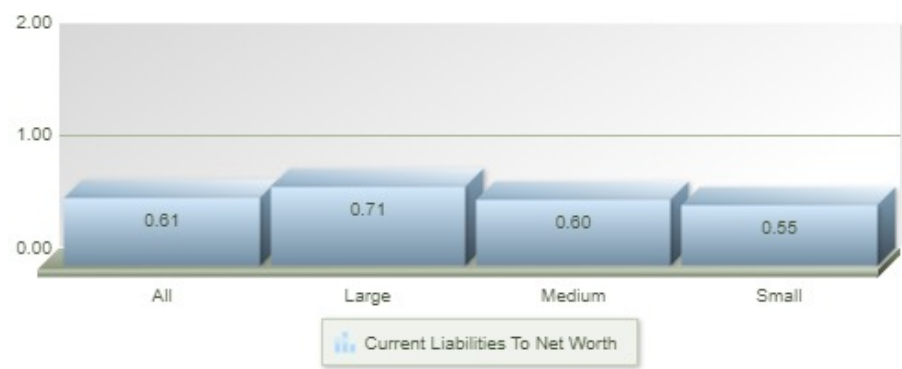 2.00
1.00
0.00
0.61
0.71
0.60
0.55
All
Large
Medium
Small
Current Liabilities To Net Worth